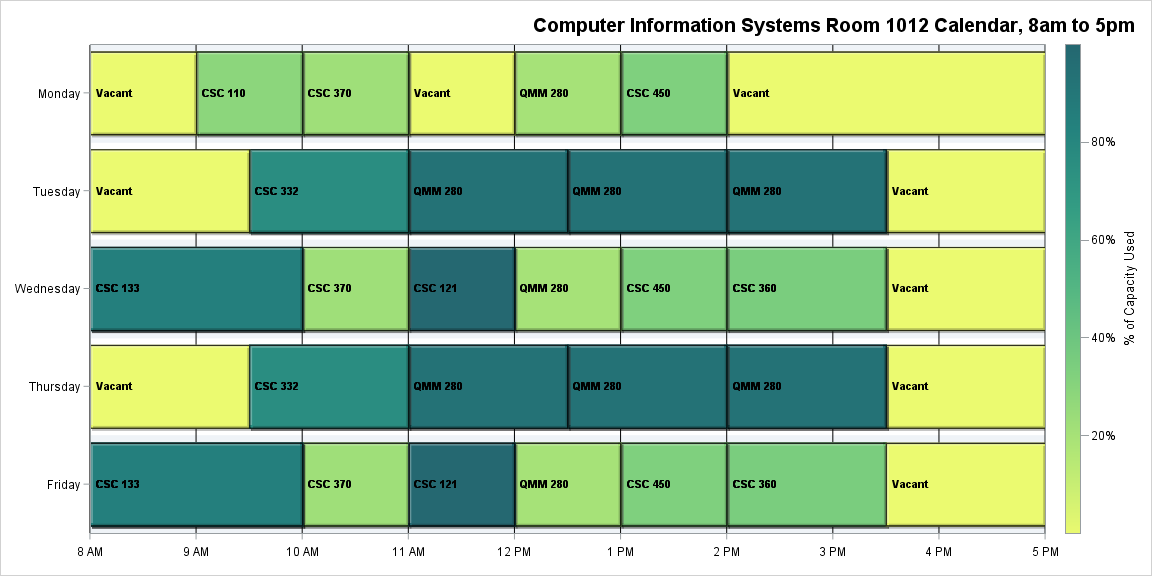 Computer Information Systems Room 1012 Calendar, 8am to 5pm
Monday
Vacant
CSC 110
CSC 370
Vacant
QMM 280
CSC 450
Vacant
Tuesday
Vacant
CSC 332
QMM 280
QMM 280
QMM 280
Vacant
Wednesday
CSC 133
CSC 370
CSC 121
QMM 280
CSC 450
CSC 360
Vacant
Thursday
Vacant
CSC 332
QMM 280
QMM 280
QMM 280
Vacant
Friday
CSC 133
CSC 370
CSC 121
QMM 280
CSC 450
CSC 360
Vacant
8 AM
9 AM
10 AM
11 AM
12 PM
1 PM
2 PM
3 PM
4 PM
5 PM
80%
60%
40%
20%
% of Capacity Used